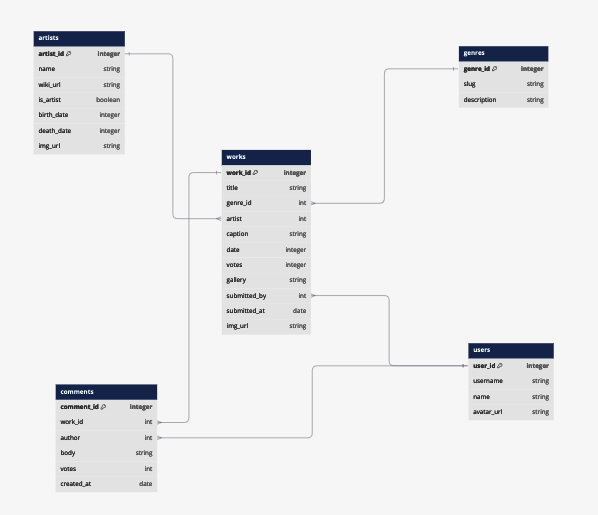 artists
artist_id integer
name string
wiki_url string
is_artist boolean
birth_date integer
death_date integer
img_url string
genres
genre_id integer
slug string
description string
works
work_id integer
title string
genre_id int
artist int
caption string
date integer
votes integer
gallery string
submitted_by int
submitted_at date
img_url string
users
user_id integer
username string
name string
avatar_url string
comments
comment_id integer
work_id int
author int
body string
votes int
created_at date